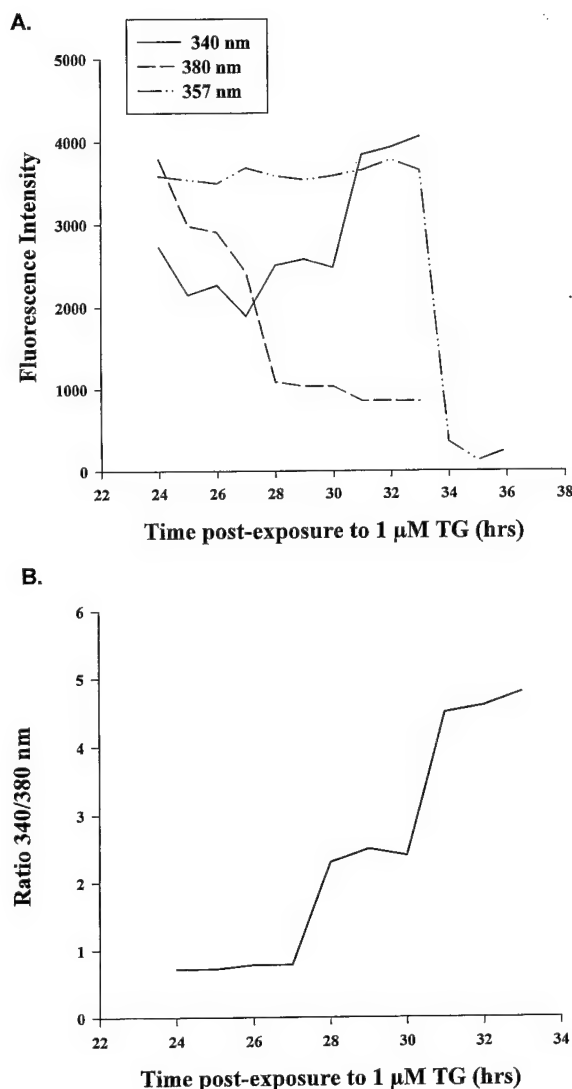 A.
340 nm
380 nm
357 nm
5000
4000
3000
2000
1000
0
Fluorescence Intensity
22 24 26 28 30 32 34 36 38
Time post-exposure to 1 µM TG (hrs)
B.
6
5
4
3
2
1
0
Ratio 340/380 nm
22 24 26 28 30 32 34
Time post-exposure to 1 µM TG (hrs)